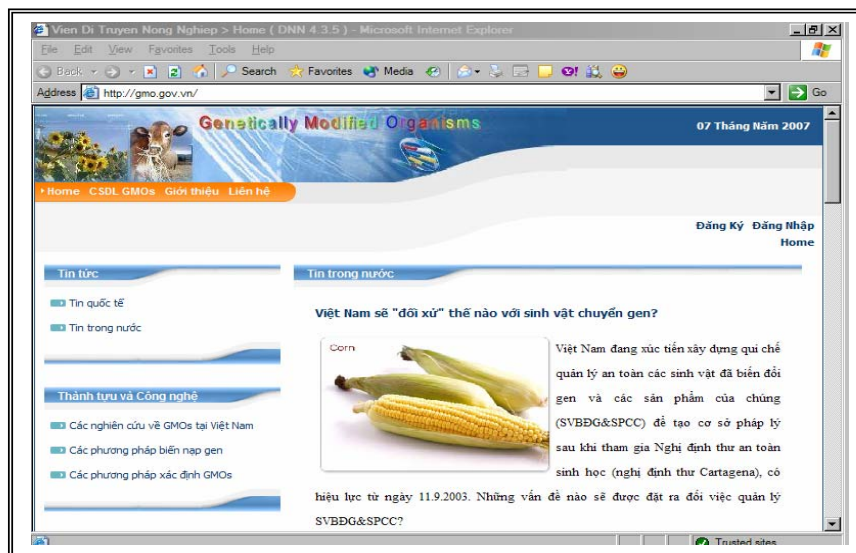 Vien Di Truyen Nong Nghiep > Home ( DNN 4.3.5 ) - Microsoft Internet Explorer
File Edit View Favorites Tools Help
Back Search Favorites Media
Address http://gmo.gov.vn/ Go
Genetically Modified Organisms
07 Tháng Năm 2007
Home CSDL GMOs Giới thiệu Liên hệ
Đăng Ký Đăng Nhập
Home
Tin tức
Tin quốc tế
Tin trong nước
Thành tựu và Công nghệ
Các nghiên cứu về GMOs tại Việt Nam
Các phương pháp biến nạp gen
Các phương pháp xác định GMOs
Tin trong nước
Việt Nam sẽ "đối xử" thế nào với sinh vật chuyển gen?
Corn
Việt Nam đang xúc tiến xây dựng qui chế
quản lý an toàn các sinh vật đã biến đổi
gen và các sản phẩm của chúng
(SVBĐG&SPCC) để tạo cơ sở pháp lý
sau khi tham gia Nghị định thư an toàn
sinh học (nghị định thư Cartagena), có
hiệu lực từ ngày 11.9.2003. Những vấn đề nào sẽ được đặt ra đối việc quản lý
SVBĐG&SPCC?
Trusted sites